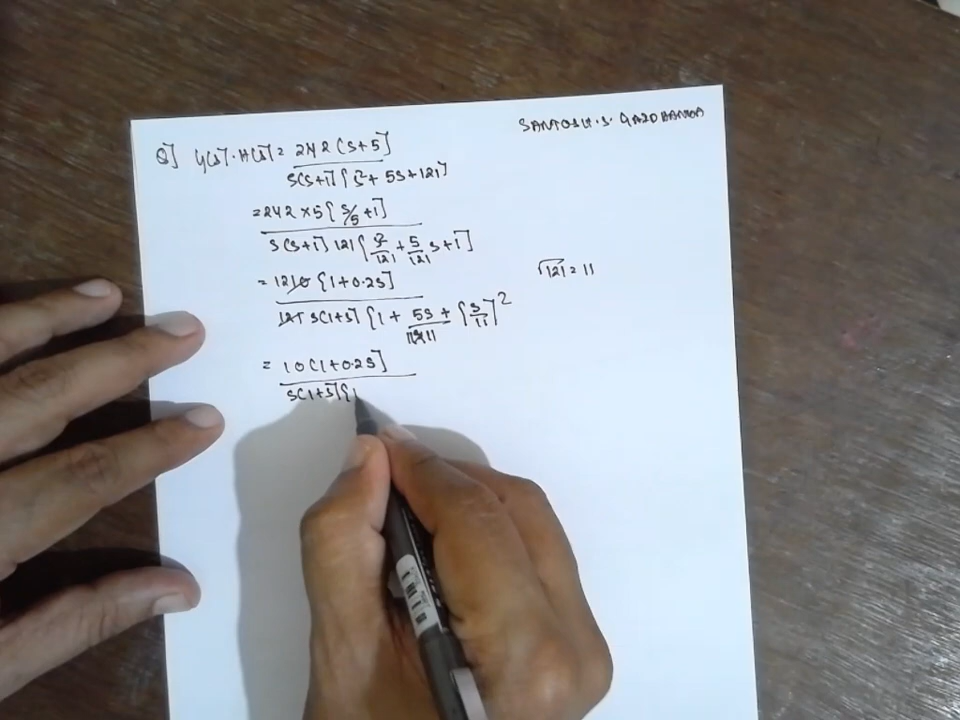 SANTOSH.S.
Q] G(s).H(s) = 242(s+5)
s(s+1)[s²+5s+121]
= 242×5[s/5+1]
s(s+1)121[s²/121+5/121 s+1]
= 1210[1+0.2s]
√121=11
121 s(1+s)[1+5s/11×11+[s/11]²
= 10(1+0.2s]
s(1+s)[1